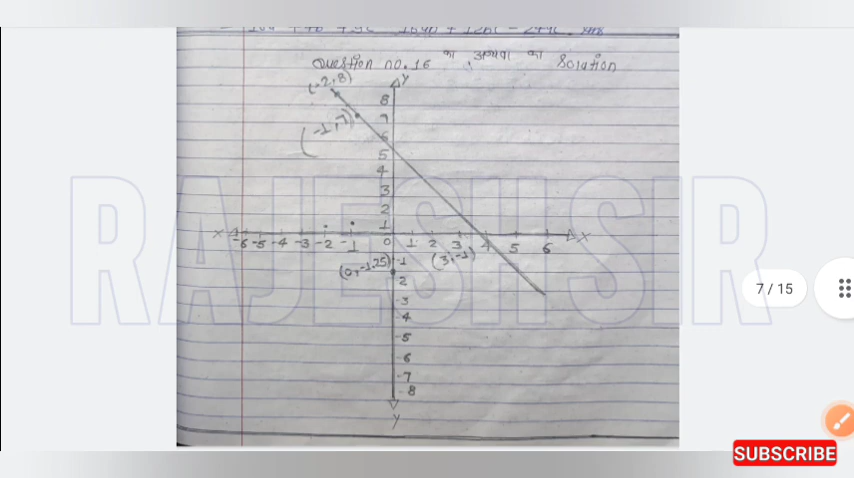 Question no. 16 का अथवा का Solution
(-2,8)
Y
8
(-1,7)
7
6
5
4
3
2
1
X -6 -5 -4 -3 -2 -1 0 1 2 3 4 5 6 X
(0,-1.25) -1 (3,-1)
2
-3
-4
-5
-6
-7
-8
Y
RAJESH SIR
7 / 15
SUBSCRIBE